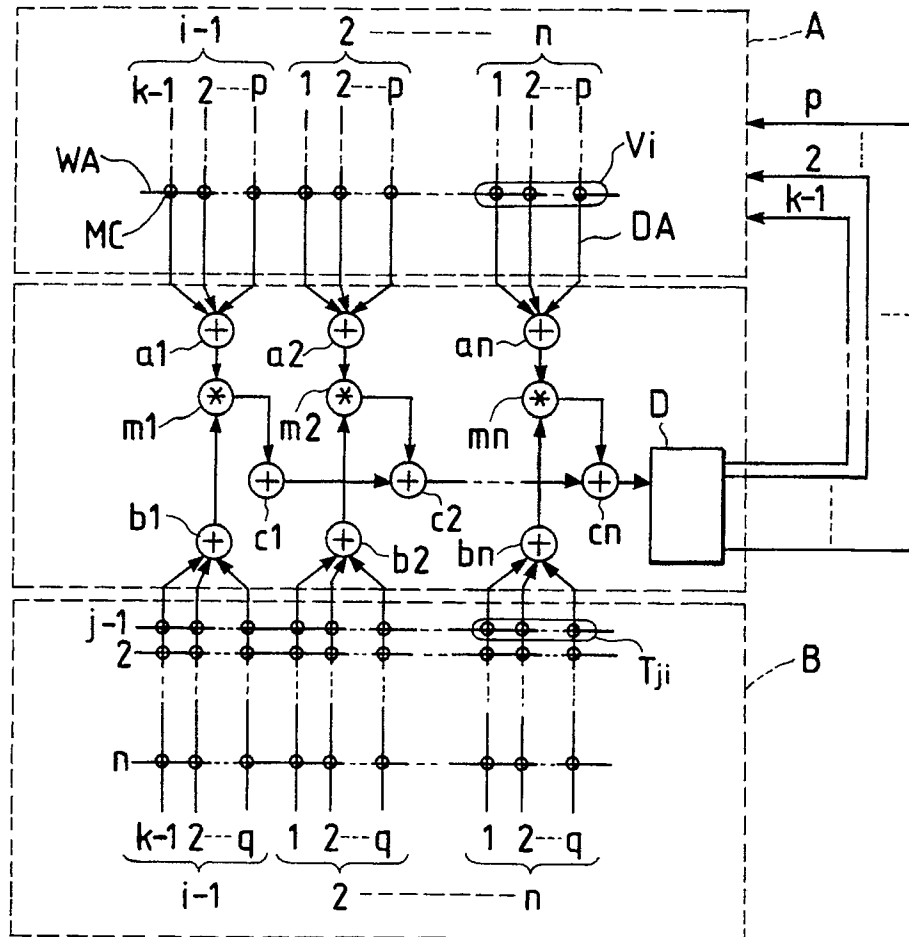 i-1 2 n
A
k-1 2 p 1 2 p 1 2 p
p
Vi
WA
2
k-1
MC
DA
+ + +
a1 a2 an
* * *
m1 m2 mn
D
+ + +
c1 c2 cn
b1 b2 bn
+ + +
j-1
2
Tji
B
n
k-1 2 q 1 2 q 1 2 q
i-1 2 n